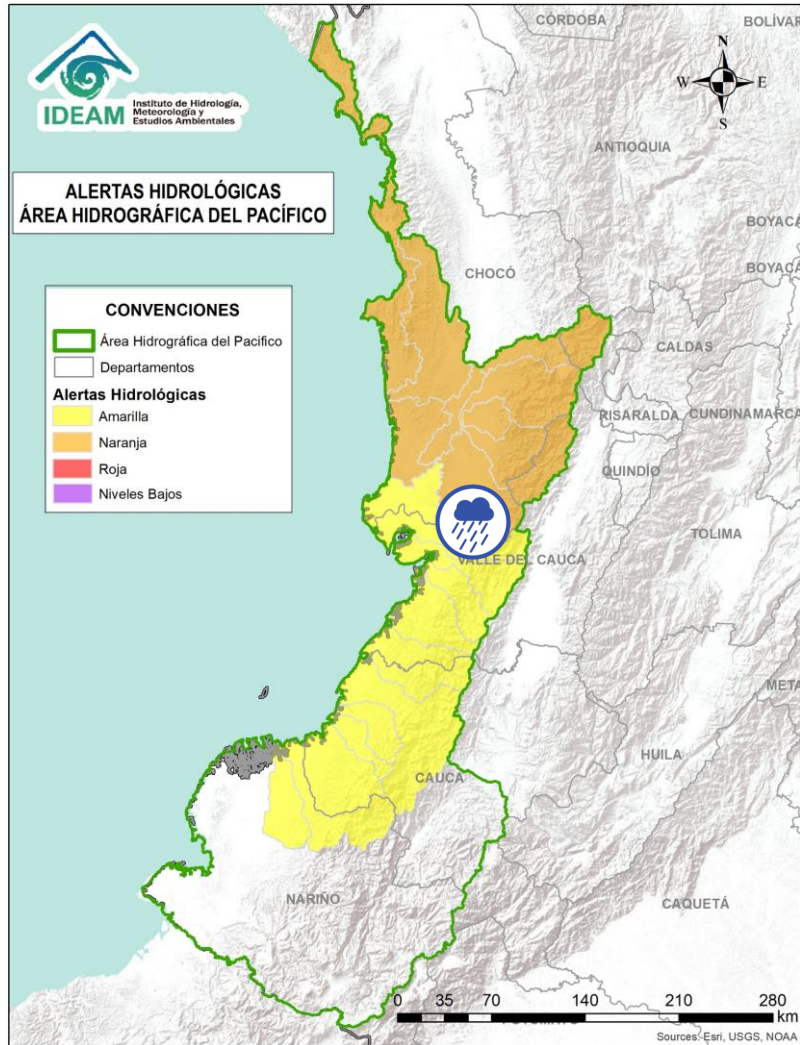 CÓRDOBA
BOLÍVAR
IDEAM
Instituto de Hidrología,
Meteorología y
Estudios Ambientales
N
W
E
S
ANTIOQUIA
ALERTAS HIDROLÓGICAS
ÁREA HIDROGRÁFICA DEL PACÍFICO
BOYACÁ
BOYACÁ
CHOCÓ
CONVENCIONES
Área Hidrográfica del Pacifico
Departamentos
Alertas Hidrológicas
Amarilla
Naranja
Roja
Niveles Bajos
CALDAS
RISARALDA
CUNDINAMARCA
QUINDÍO
TOLIMA
VALLE DEL CAUCA
META
HUILA
CAUCA
NARIÑO
CAQUETÁ
0 35 70 140 210 280
km
Sources: Esri, USGS, NOAA